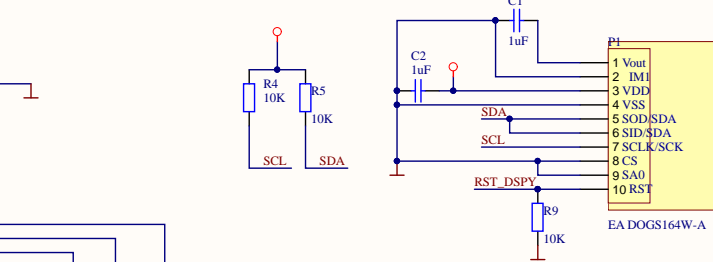 C1
1uF
P1
C2
1uF
R4
10K
R5
10K
SCL
SDA
SDA
SCL
RST_DSPY
1 Vout
2 IM1
3 VDD
4 VSS
5 SOD/SDA
6 SID/SDA
7 SCLK/SCK
8 CS
9 SA0
10 RST
R9
10K
EA DOGS164W-A